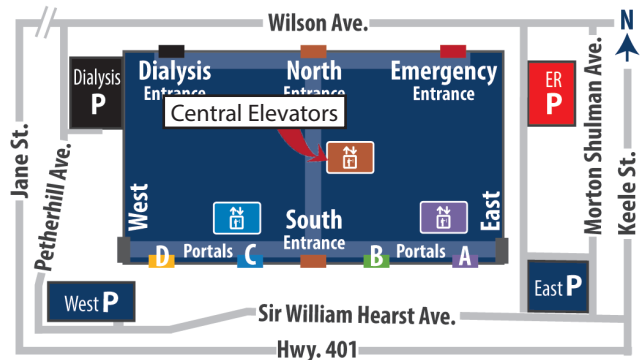 Wilson Ave.
N
Dialysis
P
Dialysis
Entrance
North
Entrance
Emergency
Entrance
ER
P
Central Elevators
Jane St.
Petherhill Ave.
Morton Shulman Ave.
Keele St.
West
East
South
Entrance
Portals
Portals
D
C
B
A
West P
East P
Sir William Hearst Ave.
Hwy. 401